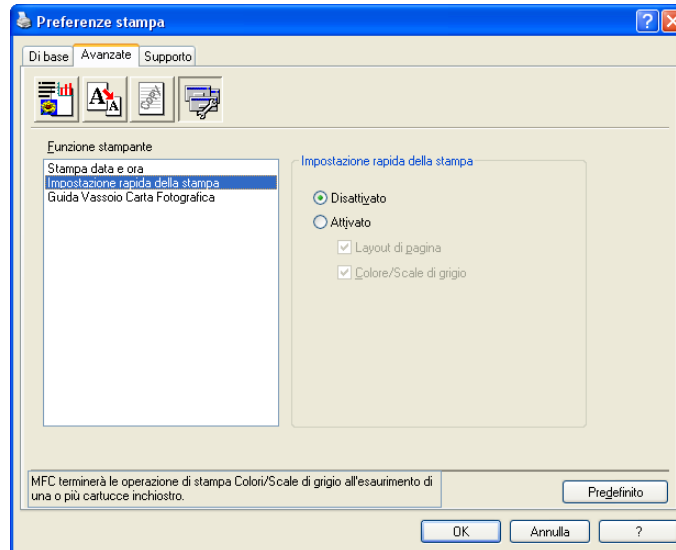 Preferenze stampa
Di base Avanzate Supporto
Funzione stampante
Stampa data e ora
Impostazione rapida della stampa
Guida Vassoio Carta Fotografica
Impostazione rapida della stampa
Disattivato
Attivato
Layout di pagina
Colore/Scale di grigio
MFC terminerà le operazione di stampa Colori/Scale di grigio all'esaurimento di
una o più cartucce inchiostro.
Predefinito
OK Annulla ?